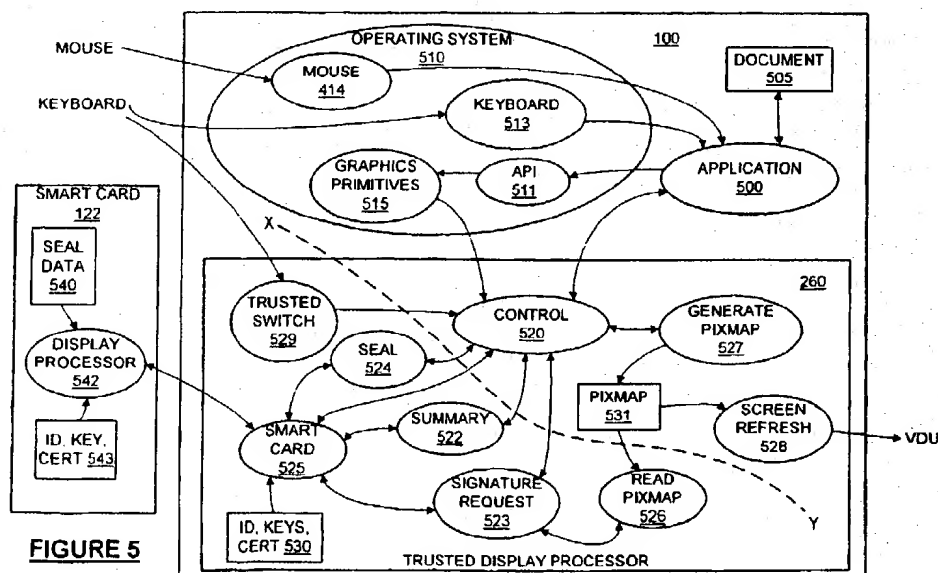 OPERATING SYSTEM
510
100
MOUSE
MOUSE
414
DOCUMENT
505
KEYBOARD
KEYBOARD
513
GRAPHICS
PRIMITIVES
515
API
511
APPLICATION
500
SMART CARD
122
SEAL
DATA
540
DISPLAY
PROCESSOR
542
ID, KEY,
CERT 543
X
260
TRUSTED
SWITCH
529
CONTROL
520
GENERATE
PIXMAP
527
SEAL
524
PIXMAP
531
SCREEN
REFRESH
528
VDU
SMART
CARD
525
SUMMARY
522
SIGNATURE
REQUEST
523
READ
PIXMAP
526
Y
ID, KEYS,
CERT 530
TRUSTED DISPLAY PROCESSOR
FIGURE 5